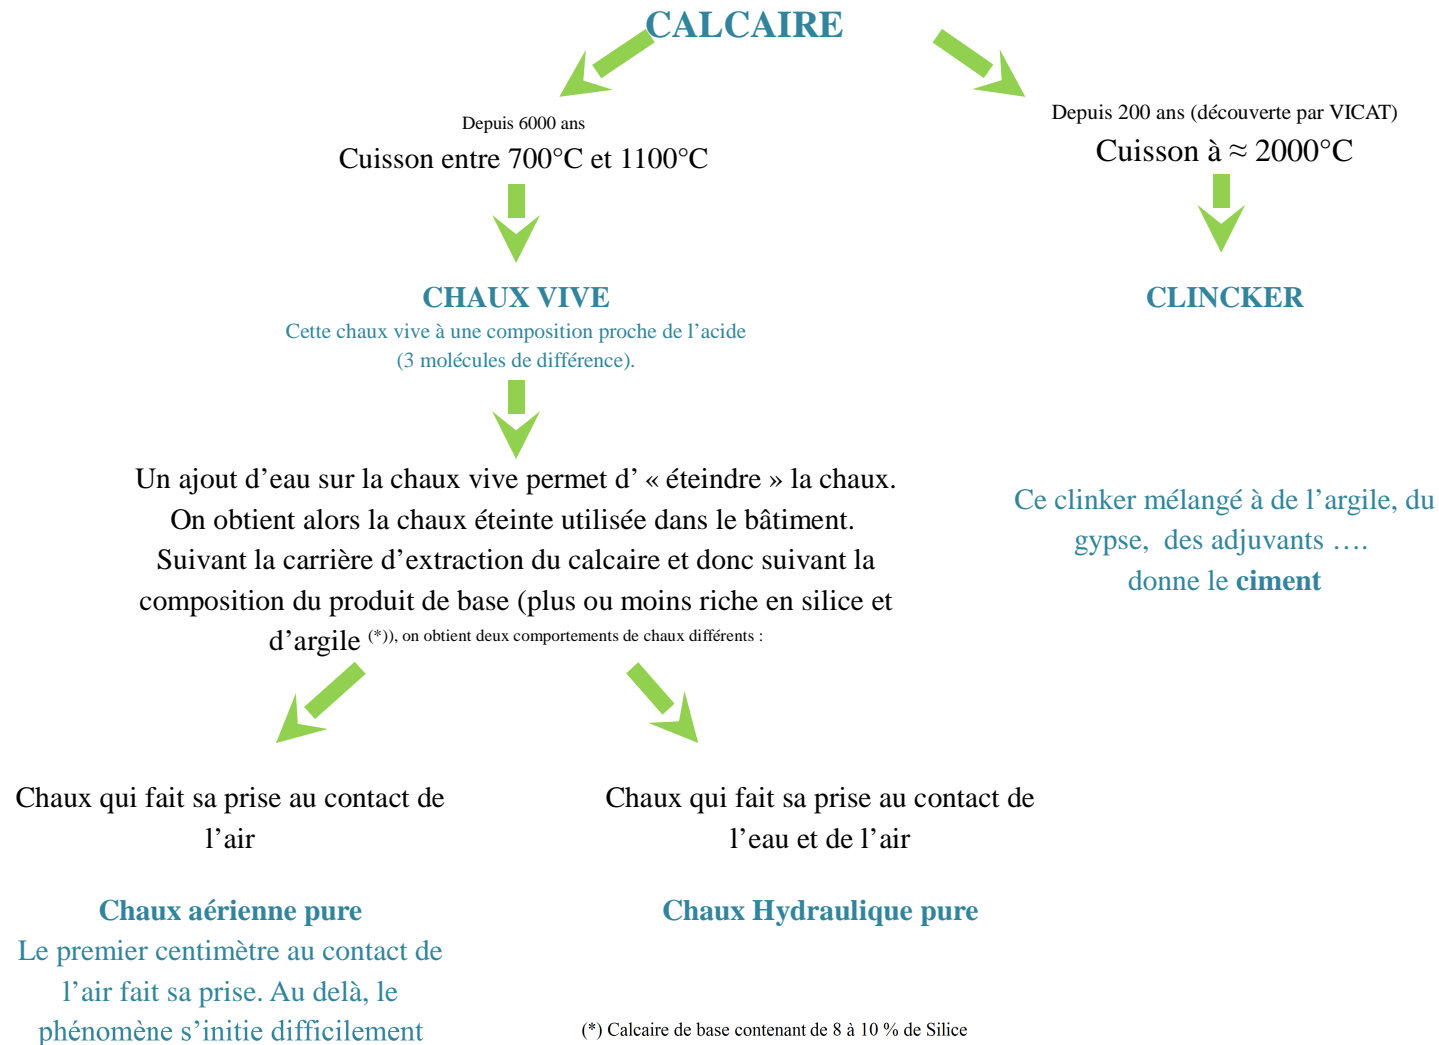 CALCAIRE
Depuis 6000 ans
Cuisson entre 700°C et 1100°C
Depuis 200 ans (découverte par VICAT)
Cuisson à ≈ 2000°C
CHAUX VIVE
Cette chaux vive à une composition proche de l’acide
(3 molécules de différence).
CLINCKER
Un ajout d’eau sur la chaux vive permet d’ « éteindre » la chaux.
On obtient alors la chaux éteinte utilisée dans le bâtiment.
Suivant la carrière d’extraction du calcaire et donc suivant la
composition du produit de base (plus ou moins riche en silice et
d’argile (*)), on obtient deux comportements de chaux différents :
Ce clinker mélangé à de l’argile, du
gypse, des adjuvants ….
donne le ciment
Chaux qui fait sa prise au contact de
l’air
Chaux aérienne pure
Le premier centimètre au contact de
l’air fait sa prise. Au delà, le
phénomène s’initie difficilement
Chaux qui fait sa prise au contact de
l’eau et de l’air
Chaux Hydraulique pure
(*) Calcaire de base contenant de 8 à 10 % de Silice